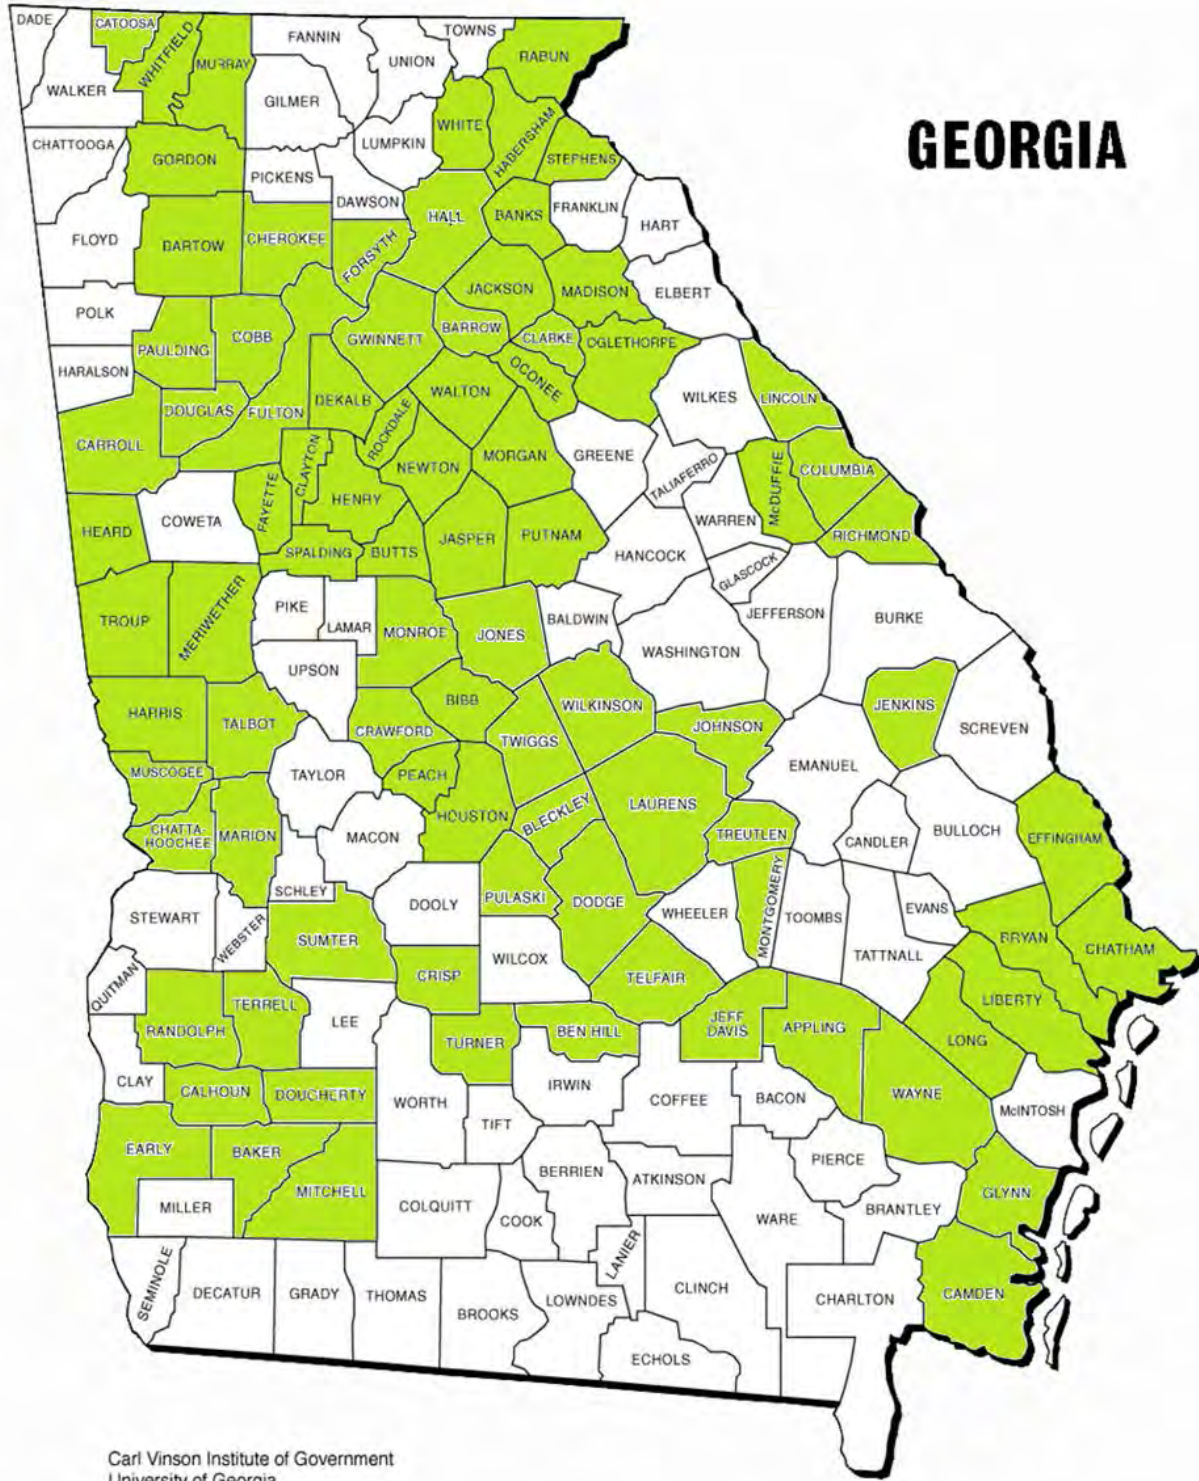 GEORGIA
DADE
CATOOSA
WHITFIELD
MURRAY
FANNIN
UNION
TOWNS
RABUN
WALKER
GILMER
LUMPKIN
WHITE
HABERSHAM
STEPHENS
CHATTOOGA
GORDON
PICKENS
DAWSON
HALL
BANKS
FRANKLIN
HART
FLOYD
BARTOW
CHEROKEE
FORSYTH
JACKSON
MADISON
ELBERT
POLK
PAULDING
COBB
GWINNETT
BARROW
CLARKE
OGLETHORPE
HARALSON
DOUGLAS
FULTON
DEKALB
ROCKDALE
WALTON
OCONEE
WILKES
LINCOLN
CARROLL
CLAYTON
NEWTON
MORGAN
GREENE
TALIAFERRO
McDUFFIE
COLUMBIA
HEARD
COWETA
FAYETTE
HENRY
SPALDING
BUTTS
JASPER
PUTNAM
HANCOCK
WARREN
GLASCOCK
RICHMOND
TROUP
MERIWETHER
PIKE
LAMAR
MONROE
JONES
BALDWIN
WASHINGTON
JEFFERSON
BURKE
UPSON
HARRIS
TALBOT
CRAWFORD
BIBB
TWIGGS
WILKINSON
JOHNSON
JENKINS
SCREVEN
MUSCOGEE
TAYLOR
PEACH
HOUSTON
BLECKLEY
LAURENS
EMANUEL
CHATTA-
HOOCHEE
MARION
MACON
TREUTLEN
CANDLER
BULLOCH
EFFINGHAM
SCHLEY
STEWART
WEBSTER
SUMTER
DOOLY
PULASKI
DODGE
WHEELER
MONTGOMERY
TOOMBS
EVANS
TATTNALL
BRYAN
CHATHAM
QUITMAN
RANDOLPH
TERRELL
LEE
CRISP
WILCOX
TELFAIR
LIBERTY
TURNER
BEN HILL
JEFF
DAVIS
APPLING
LONG
CLAY
CALHOUN
DOUGHERTY
WORTH
IRWIN
COFFEE
BACON
WAYNE
McINTOSH
TIFT
EARLY
BAKER
MITCHELL
MILLER
COLQUITT
COOK
BERRIEN
ATKINSON
PIERCE
WARE
BRANTLEY
GLYNN
LANIER
SEMINOLE
DECATUR
GRADY
THOMAS
BROOKS
LOWNDES
CLINCH
CHARLTON
CAMDEN
ECHOLS
Carl Vinson Institute of Government
University of Georgia